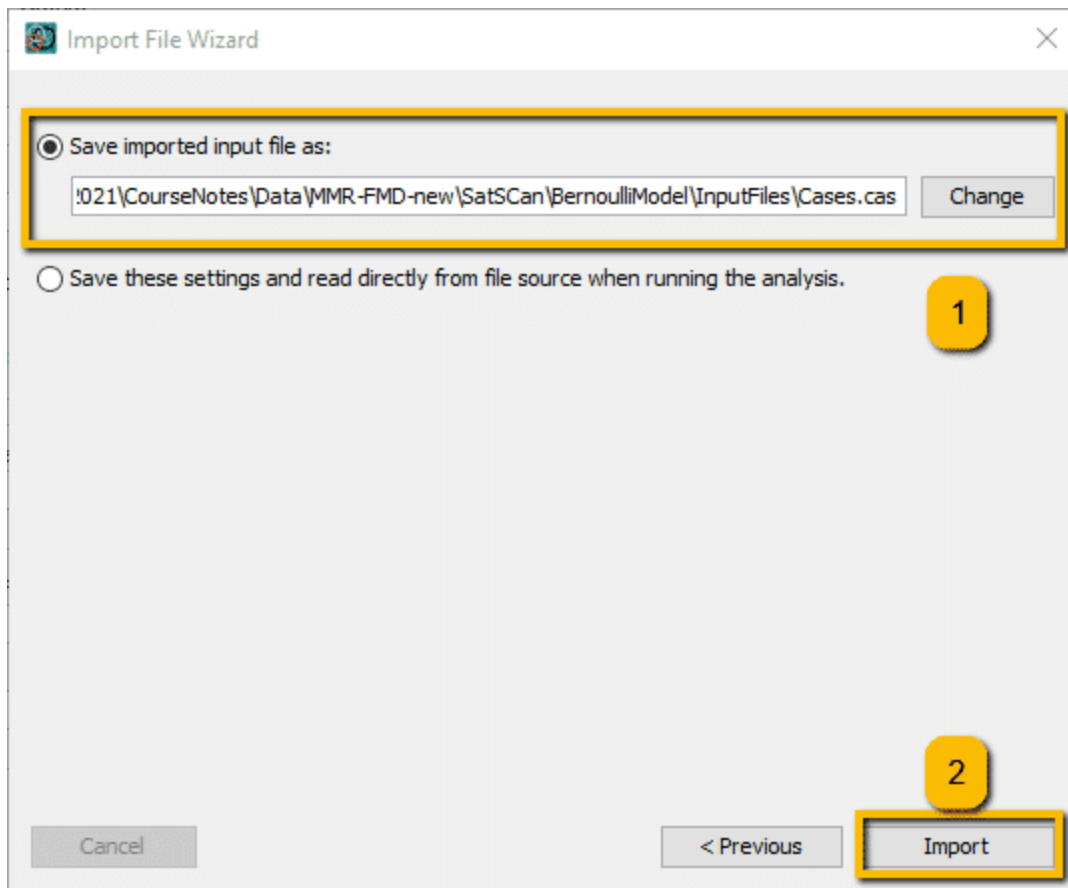 Import File Wizard
Save imported input file as:
!021\CourseNotes\Data\MMR-FMD-new\SatSCan\BernoulliModel\InputFiles\Cases.cas
Change
Save these settings and read directly from file source when running the analysis.
1
2
Cancel
< Previous
Import